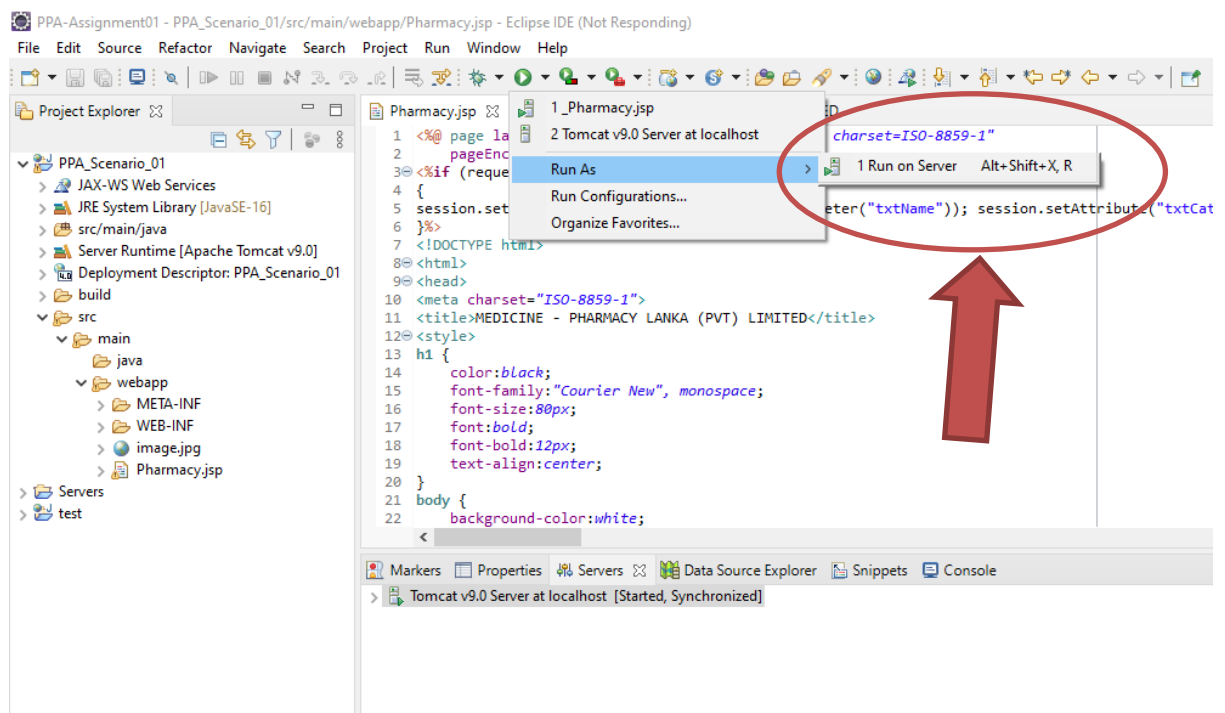 PPA-Assignment01 - PPA_Scenario_01/src/main/webapp/Pharmacy.jsp - Eclipse IDE (Not Responding)
File Edit Source Refactor Navigate Search Project Run Window Help
Project Explorer
PPA_Scenario_01
JAX-WS Web Services
JRE System Library [JavaSE-16]
src/main/java
Server Runtime [Apache Tomcat v9.0]
Deployment Descriptor: PPA_Scenario_01
build
src
main
java
webapp
META-INF
WEB-INF
image.jpg
Pharmacy.jsp
Servers
test
Pharmacy.jsp
1 _Pharmacy.jsp
2 Tomcat v9.0 Server at localhost
Run As
Run Configurations...
Organize Favorites...
1 Run on Server Alt+Shift+X, R
1 <%@ page la charset=ISO-8859-1"
2 pageEnc
3 <%if (reque
4 {
5 session.set eter("txtName")); session.setAttribute("txtCat
6 }%>
7 <!DOCTYPE html>
8 <html>
9 <head>
10 <meta charset="ISO-8859-1">
11 <title>MEDICINE - PHARMACY LANKA (PVT) LIMITED</title>
12 <style>
13 h1 {
14 color:black;
15 font-family:"Courier New", monospace;
16 font-size:80px;
17 font:bold;
18 font-bold:12px;
19 text-align:center;
20 }
21 body {
22 background-color:white;
Markers Properties Servers Data Source Explorer Snippets Console
Tomcat v9.0 Server at localhost [Started, Synchronized]